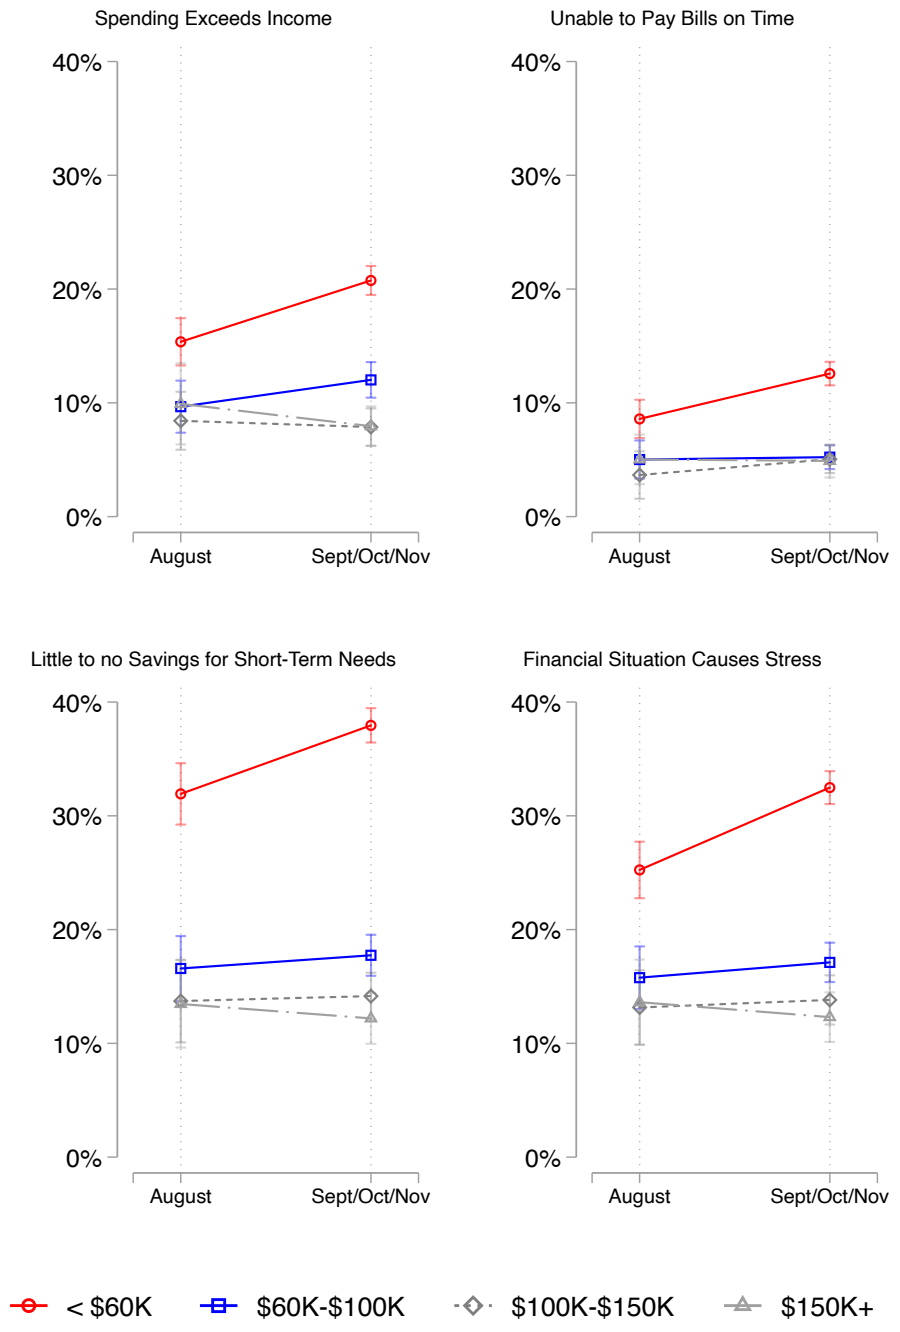 Spending Exceeds Income
40%
30%
20%
10%
0%
August Sept/Oct/Nov
Unable to Pay Bills on Time
40%
30%
20%
10%
0%
August Sept/Oct/Nov
Little to no Savings for Short-Term Needs
40%
30%
20%
10%
0%
August Sept/Oct/Nov
Financial Situation Causes Stress
40%
30%
20%
10%
0%
August Sept/Oct/Nov
< $60K $60K-$100K $100K-$150K $150K+